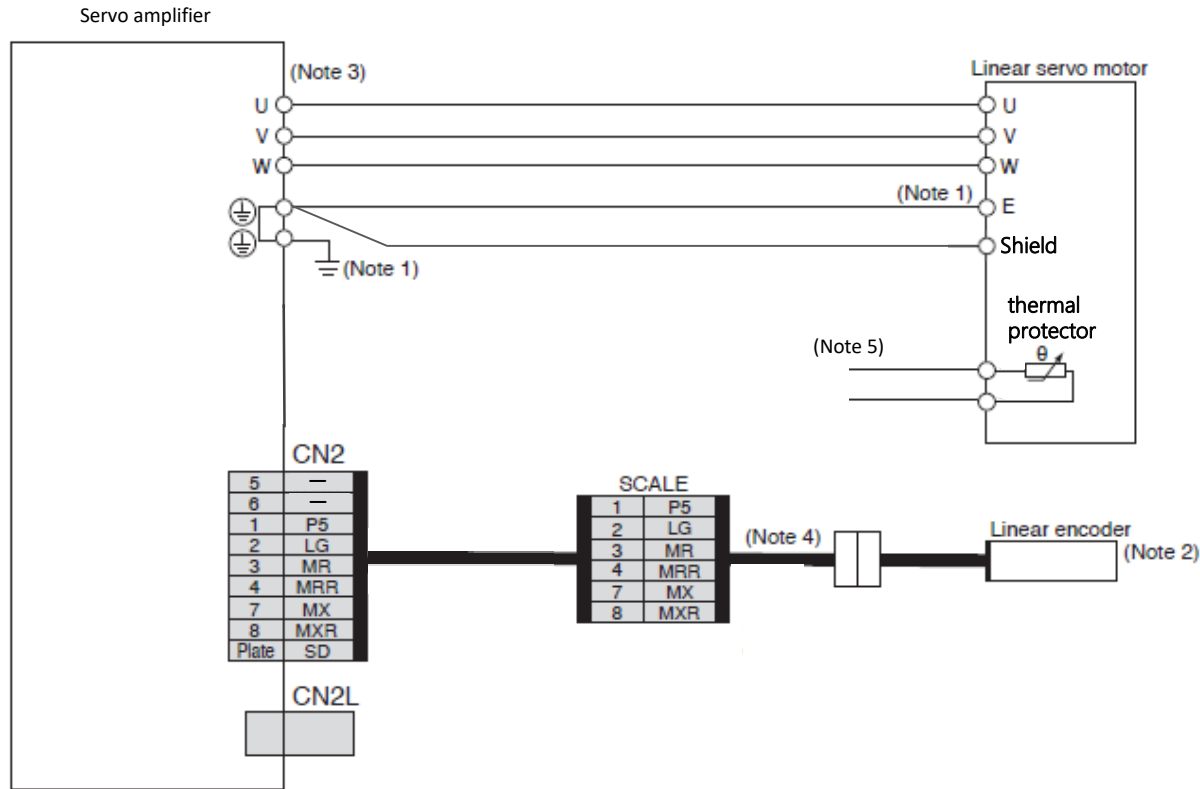 Servo amplifier
(Note 3)
Linear servo motor
U
U
V
V
W
W
(Note 1)
E
Shield
(Note 1)
thermal
protector
θ
(Note 5)
CN2
5 —
6 —
1 P5
2 LG
3 MR
4 MRR
7 MX
8 MXR
Plate SD
SCALE
1 P5
2 LG
3 MR
4 MRR
7 MX
8 MXR
(Note 4)
Linear encoder
(Note 2)
CN2L